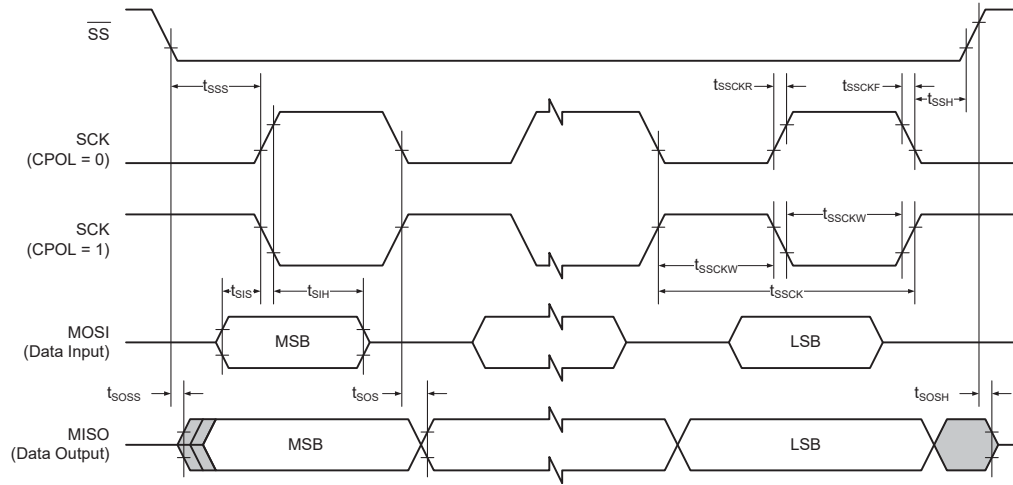 SS
tSSS
tSSCKR
tSSCKF
tSSH
SCK
(CPOL = 0)
SCK
(CPOL = 1)
tSSCKW
tSSCKW
tSSCK
tSIS
tSIH
MOSI
(Data Input)
MSB
LSB
tSOSS
tSOS
tSOSH
MISO
(Data Output)
MSB
LSB